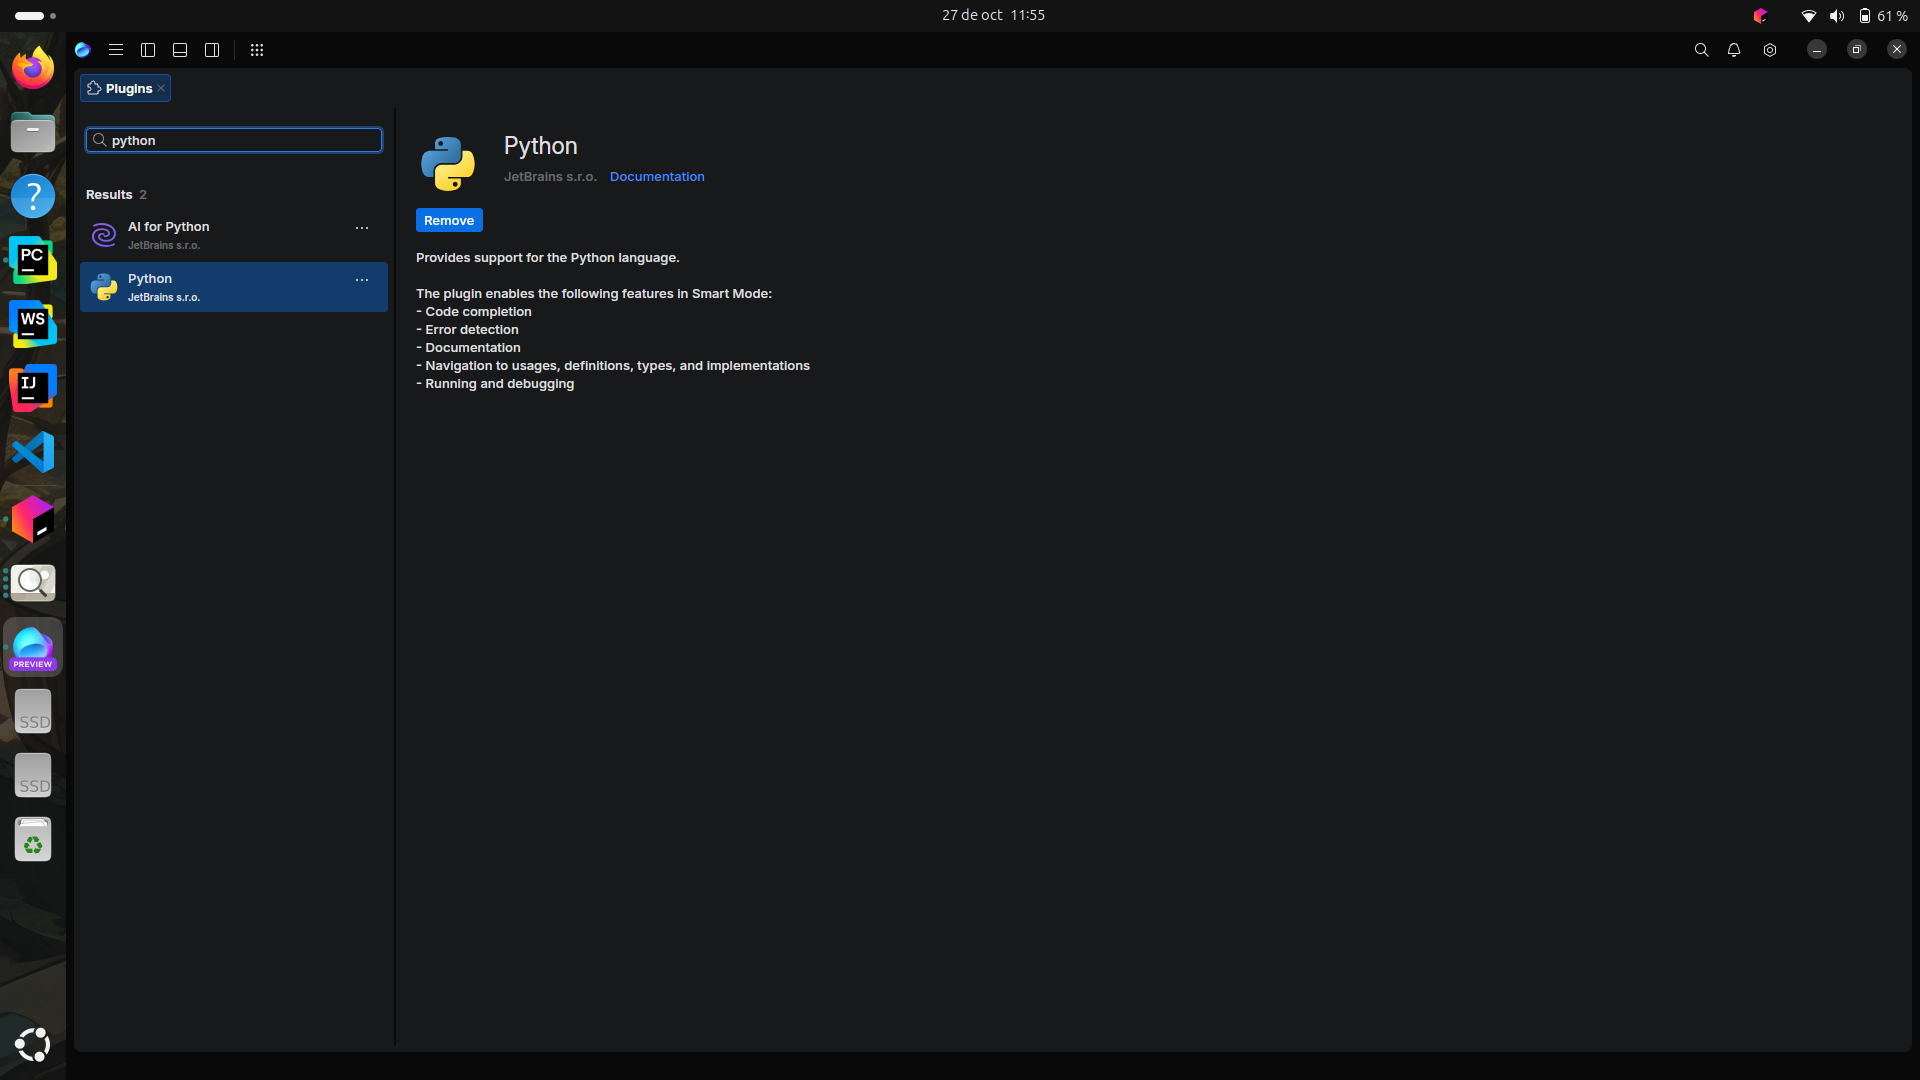 27 de oct 11:55
61 %
Plugins
python
Results 2
AI for Python
JetBrains s.r.o.
Python
JetBrains s.r.o.
Python
JetBrains s.r.o. Documentation
Remove
Provides support for the Python language.
The plugin enables the following features in Smart Mode:
- Code completion
- Error detection
- Documentation
- Navigation to usages, definitions, types, and implementations
- Running and debugging
?
PC
WS
IJ
PREVIEW
SSD
SSD